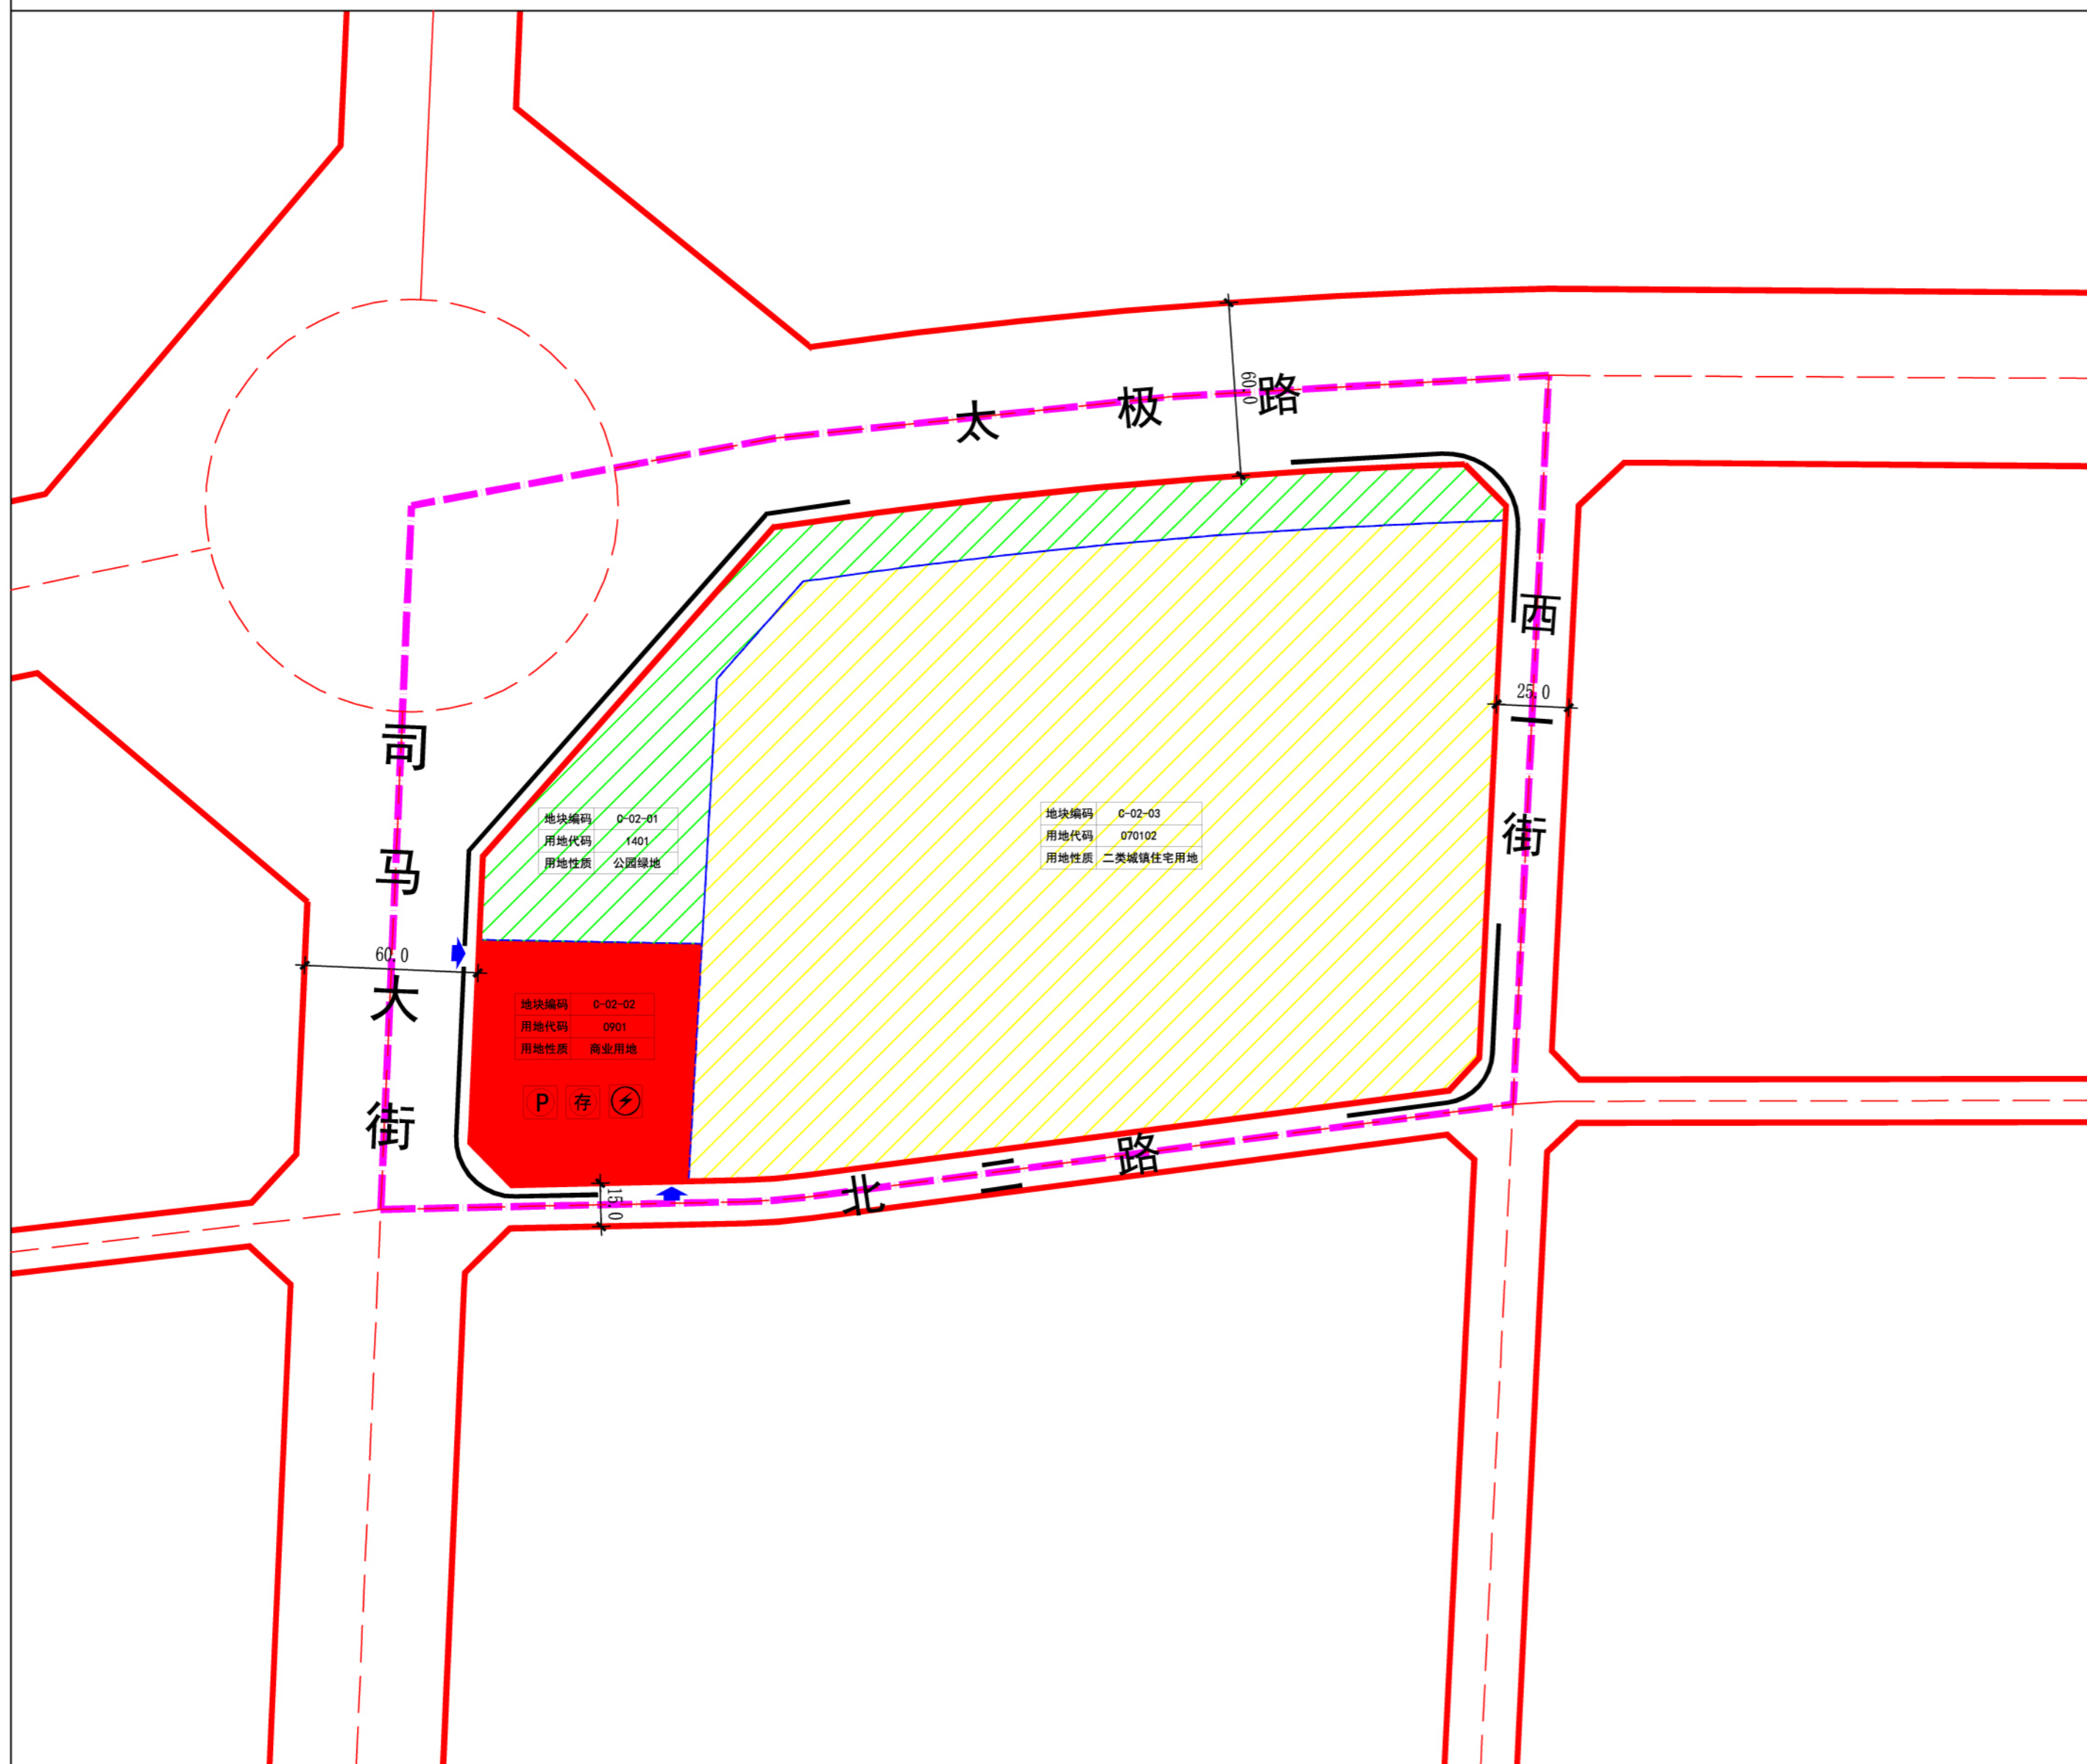 太极路
60.0
西一街
25.0
司马大街
60.0
地块编码 C-02-01
用地代码 1401
用地性质 公园绿地
地块编码 C-02-03
用地代码 070102
用地性质 二类城镇住宅用地
地块编码 C-02-02
用地代码 0901
用地性质 商业用地
P 存
15.0
北二路